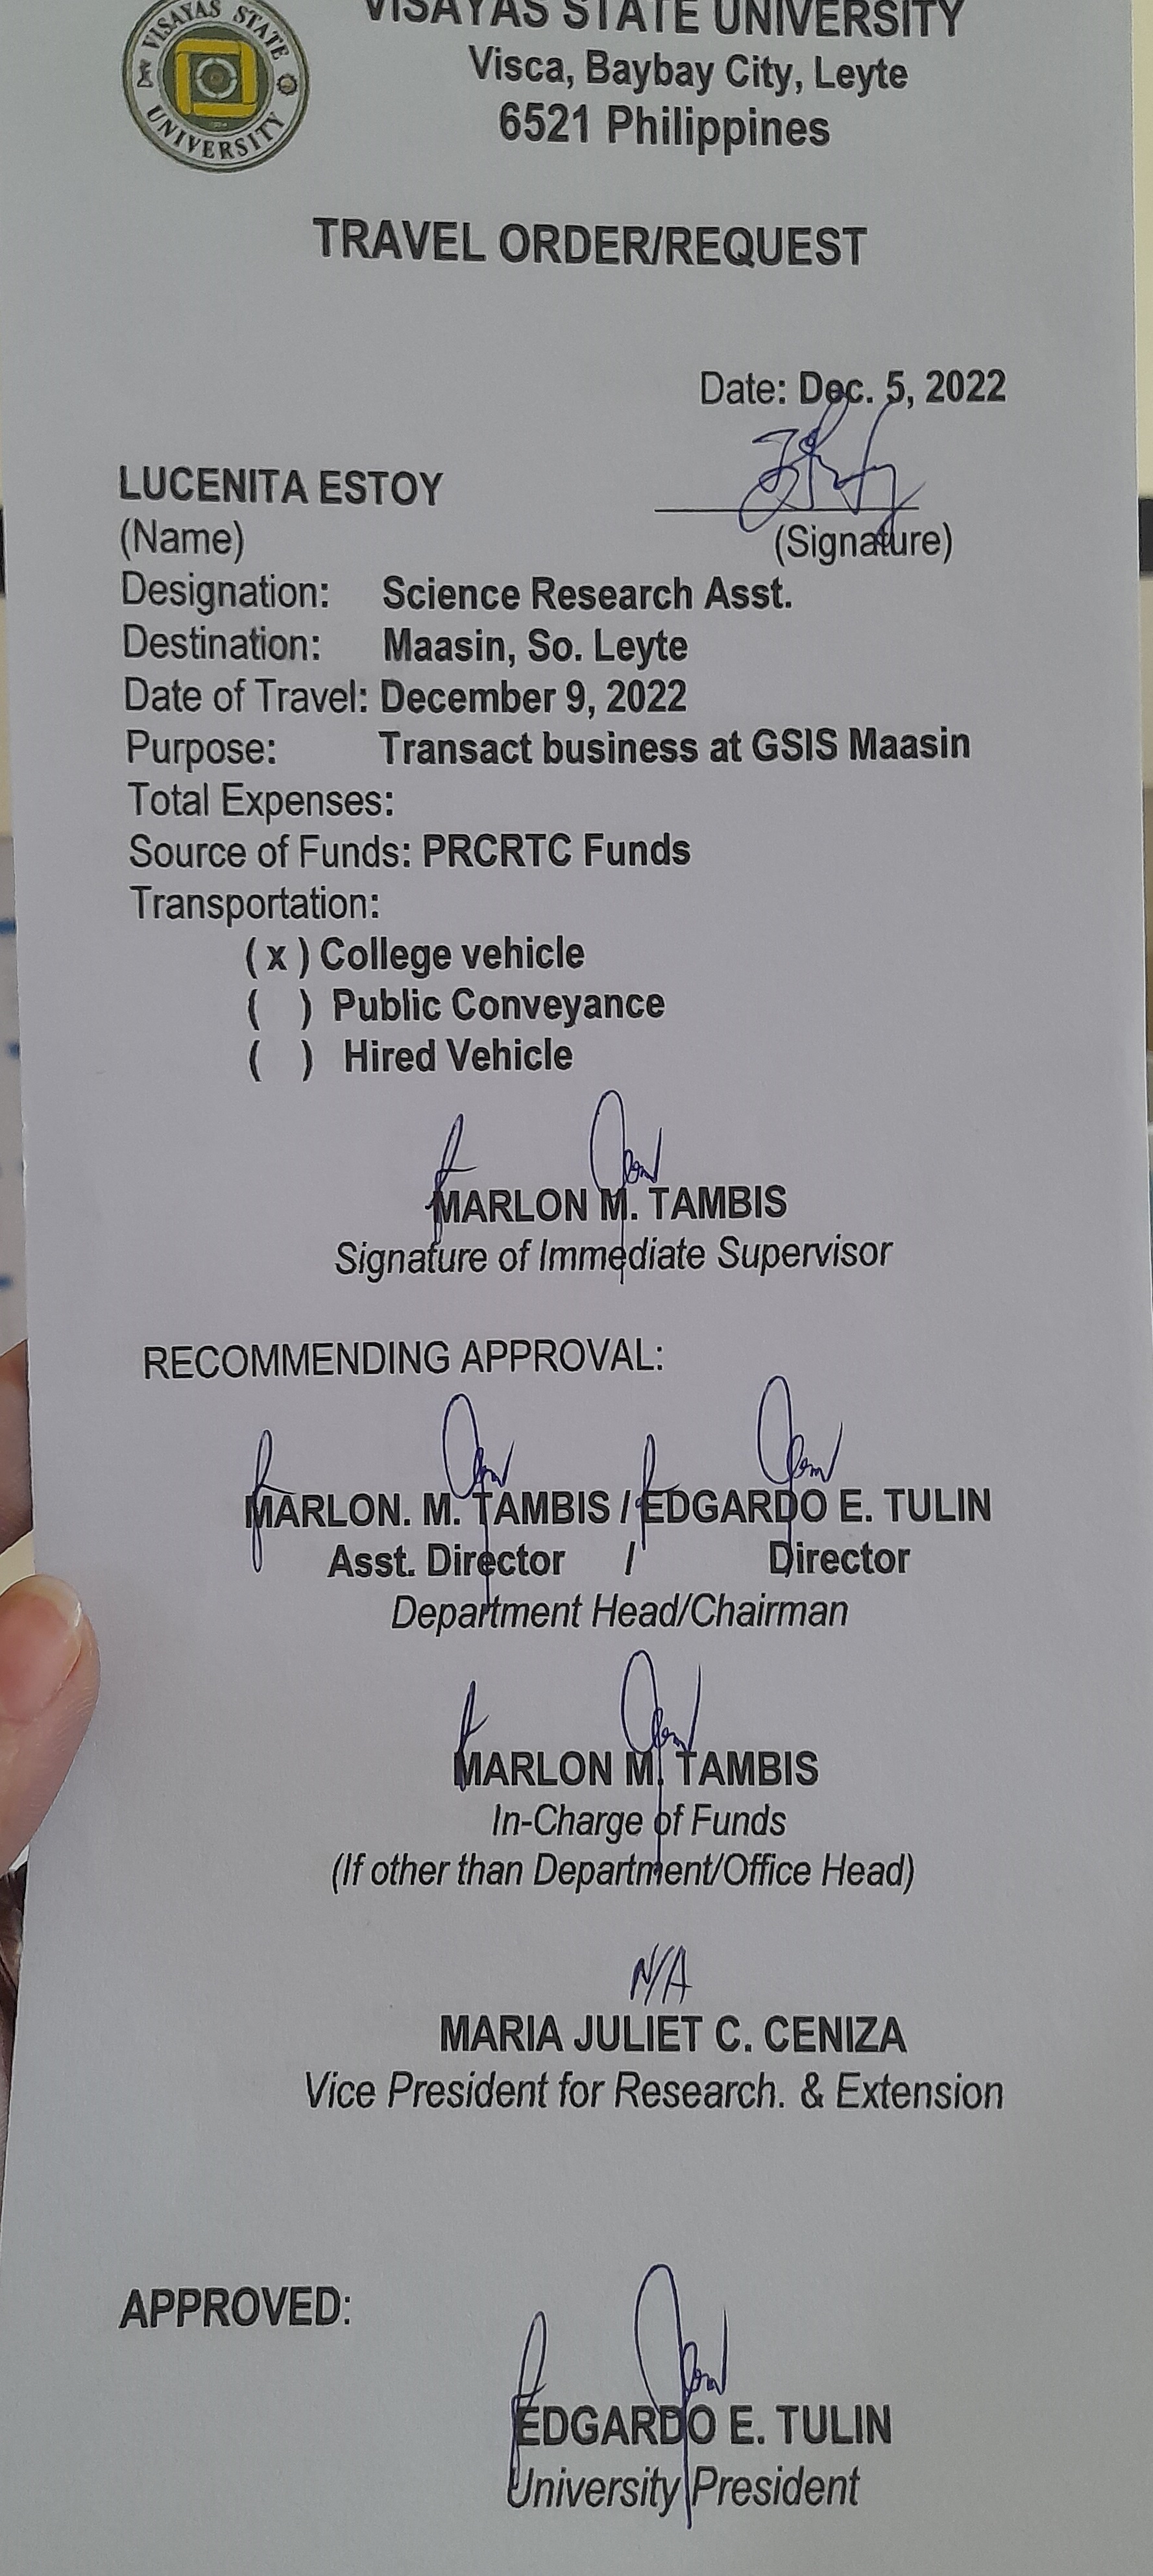 VISAYAS STATE UNIVERSITY
VISAYAS STATE UNIVERSITY
Visca, Baybay City, Leyte
6521 Philippines
TRAVEL ORDER/REQUEST
Date: Dec. 5, 2022
LUCENITA ESTOY
(Name)
(Signature)
Designation: Science Research Asst.
Destination: Maasin, So. Leyte
Date of Travel: December 9, 2022
Purpose: Transact business at GSIS Maasin
Total Expenses:
Source of Funds: PRCRTC Funds
Transportation:
( x ) College vehicle
( ) Public Conveyance
( ) Hired Vehicle
MARLON M. TAMBIS
Signature of Immediate Supervisor
RECOMMENDING APPROVAL:
MARLON. M. TAMBIS / EDGARDO E. TULIN
Asst. Director / Director
Department Head/Chairman
MARLON M. TAMBIS
In-Charge of Funds
(If other than Department/Office Head)
N/A
MARIA JULIET C. CENIZA
Vice President for Research. & Extension
APPROVED:
EDGARDO E. TULIN
University President